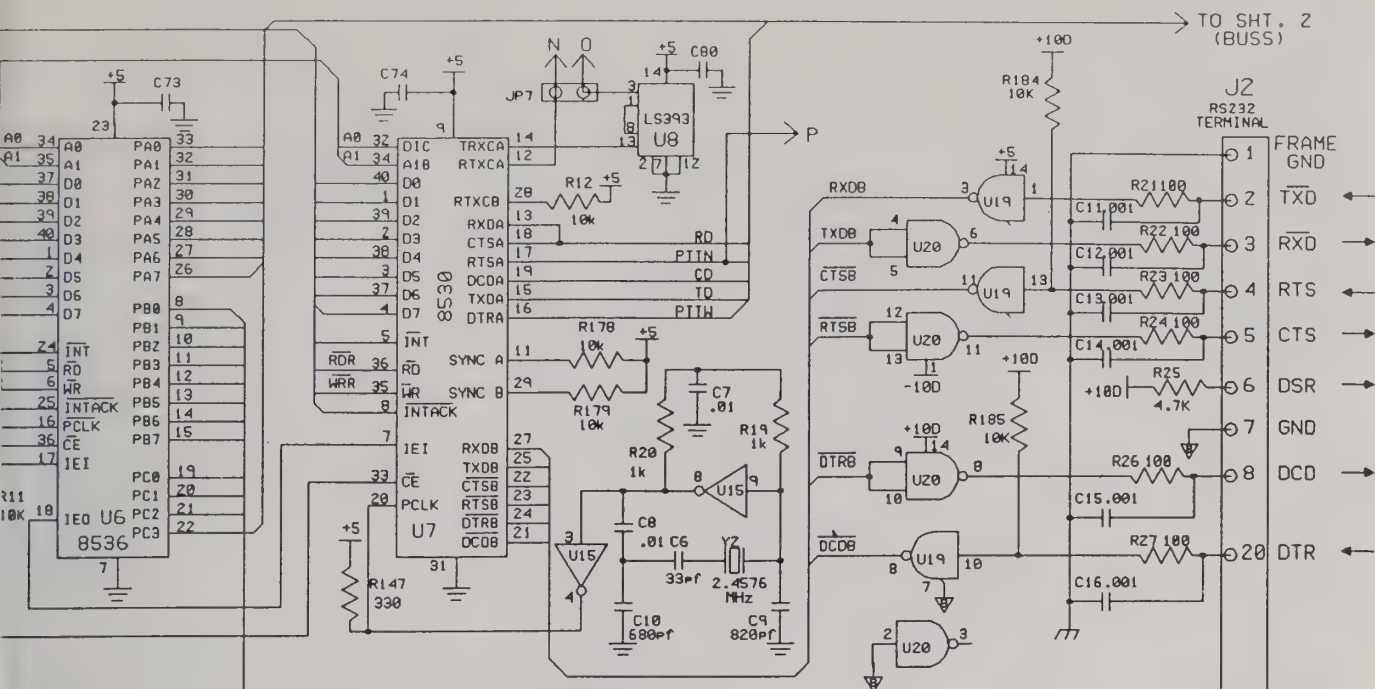 TO SHT. 2
(BUSS)
N O
+5 C80
14
+5
C73
C74
+5
JP7
3
1
8
13
LS393
U8
2 7 12
P
+10D
R184
10K
J2
RS232
TERMINAL
23
9
A0 34 A0 PA0 33
A1 35 A1 PA1 32
37 D0 PA2 31
38 D1 PA3 30
39 D2 PA4 29
40 D3 PA5 28
1 D4 PA6 27
2 D5 PA7 26
3 D6
4 D7 PB0 8
PB1 9
24 INT PB2 10
5 RD PB3 11
6 WR PB4 12
25 INTACK PB5 13
16 PCLK PB6 14
36 CE PB7 15
17 IEI
PC0 19
R11
10K
18 IEO U6 PC1 20
8536 PC2 21
PC3 22
7
A0 32 D1C TRXCA 14
A1 34 A1B RTXCA 12
40 D0
1 D1 RTXCB 28 R12 +5
10k
39 D2 RXDA 13
2 D3 CTSA 18 RD
38 D4 RTSA 17 PTTN
3 D5 DCDA 19 CD
37 D6 TXDA 15 TD
4 D7 DTRA 16 PTTW
8530
5 INT
RDR 36 RD SYNC A 11
WRR 35 WR SYNC B 29
8 INTACK
R178
10k
+5
R179
10k
7 IEI RXDB 27
TXDB 25
33 CE CTSB 22
20 PCLK RTSB 23
DTRB 24
U7 DCDB 21
31
+5
R147
330
C7
.01
R20
1k
R19
1k
8 U15 9
3 U15 4
C8
.01
C6
33pf
Y2
2.4576
MHz
C10
680pf
C9
820pf
RXDB 3 U19 1
+5
14
TXDB 4 5 U20 6
CTSB 11 U19 13
RTSB 12 13 U20 11
1
-10D
+10D
R185
10K
+10D
14
DTRB 9 10 U20 8
DCDB 8 U19 10
7
2 U20 3
B
B
B
R21 100
C11 .001
R22 100
C12 .001
R23 100
C13 .001
R24 100
C14 .001
+10D R25
4.7K
R26 100
C15 .001
R27 100
C16 .001
1 FRAME
GND
2 TXD
3 RXD
4 RTS
5 CTS
6 DSR
7 GND
8 DCD
20 DTR